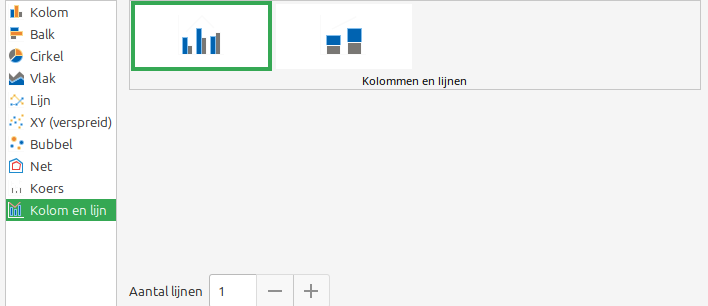 Kolom
Balk
Cirkel
Vlak
Lijn
XY (verspreid)
Bubbel
Net
Koers
Kolom en lijn
Kolommen en lijnen
Aantal lijnen 1